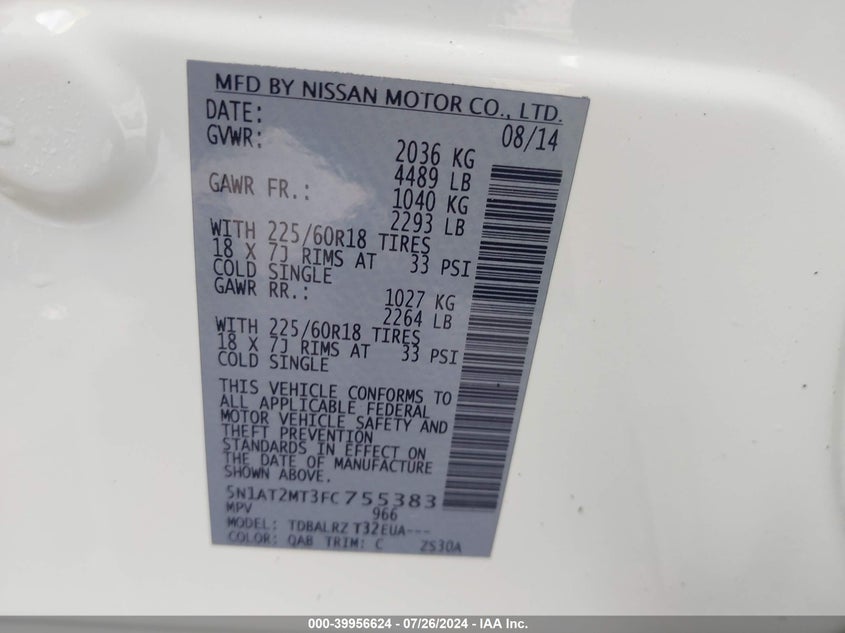 MFD BY NISSAN MOTOR CO., LTD.
DATE: 08/14
GVWR: 2036 KG
4489 LB
GAWR FR.: 1040 KG
2293 LB
WITH 225/60R18 TIRES
18 X 7J RIMS AT 33 PSI
COLD SINGLE
GAWR RR.: 1027 KG
2264 LB
WITH 225/60R18 TIRES
18 X 7J RIMS AT 33 PSI
COLD SINGLE
THIS VEHICLE CONFORMS TO
ALL APPLICABLE FEDERAL
MOTOR VEHICLE SAFETY AND
THEFT PREVENTION
STANDARDS IN EFFECT ON
THE DATE OF MANUFACTURE
SHOWN ABOVE.
5N1AT2MT3FC755383
MPV 966
MODEL: TDBALRZ T32EUA---
COLOR: QAB TRIM: C 2S30A
000-39956624 - 07/26/2024 - IAA Inc.